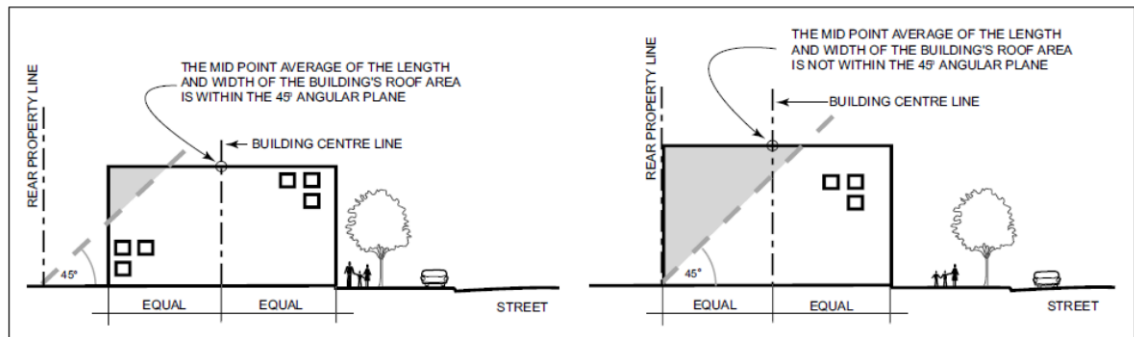 REAR PROPERTY LINE
THE MID POINT AVERAGE OF THE LENGTH
AND WIDTH OF THE BUILDING'S ROOF AREA
IS WITHIN THE 45° ANGULAR PLANE
BUILDING CENTRE LINE
45°
EQUAL
EQUAL
STREET
REAR PROPERTY LINE
THE MID POINT AVERAGE OF THE LENGTH
AND WIDTH OF THE BUILDING'S ROOF AREA
IS NOT WITHIN THE 45° ANGULAR PLANE
BUILDING CENTRE LINE
45°
EQUAL
EQUAL
STREET